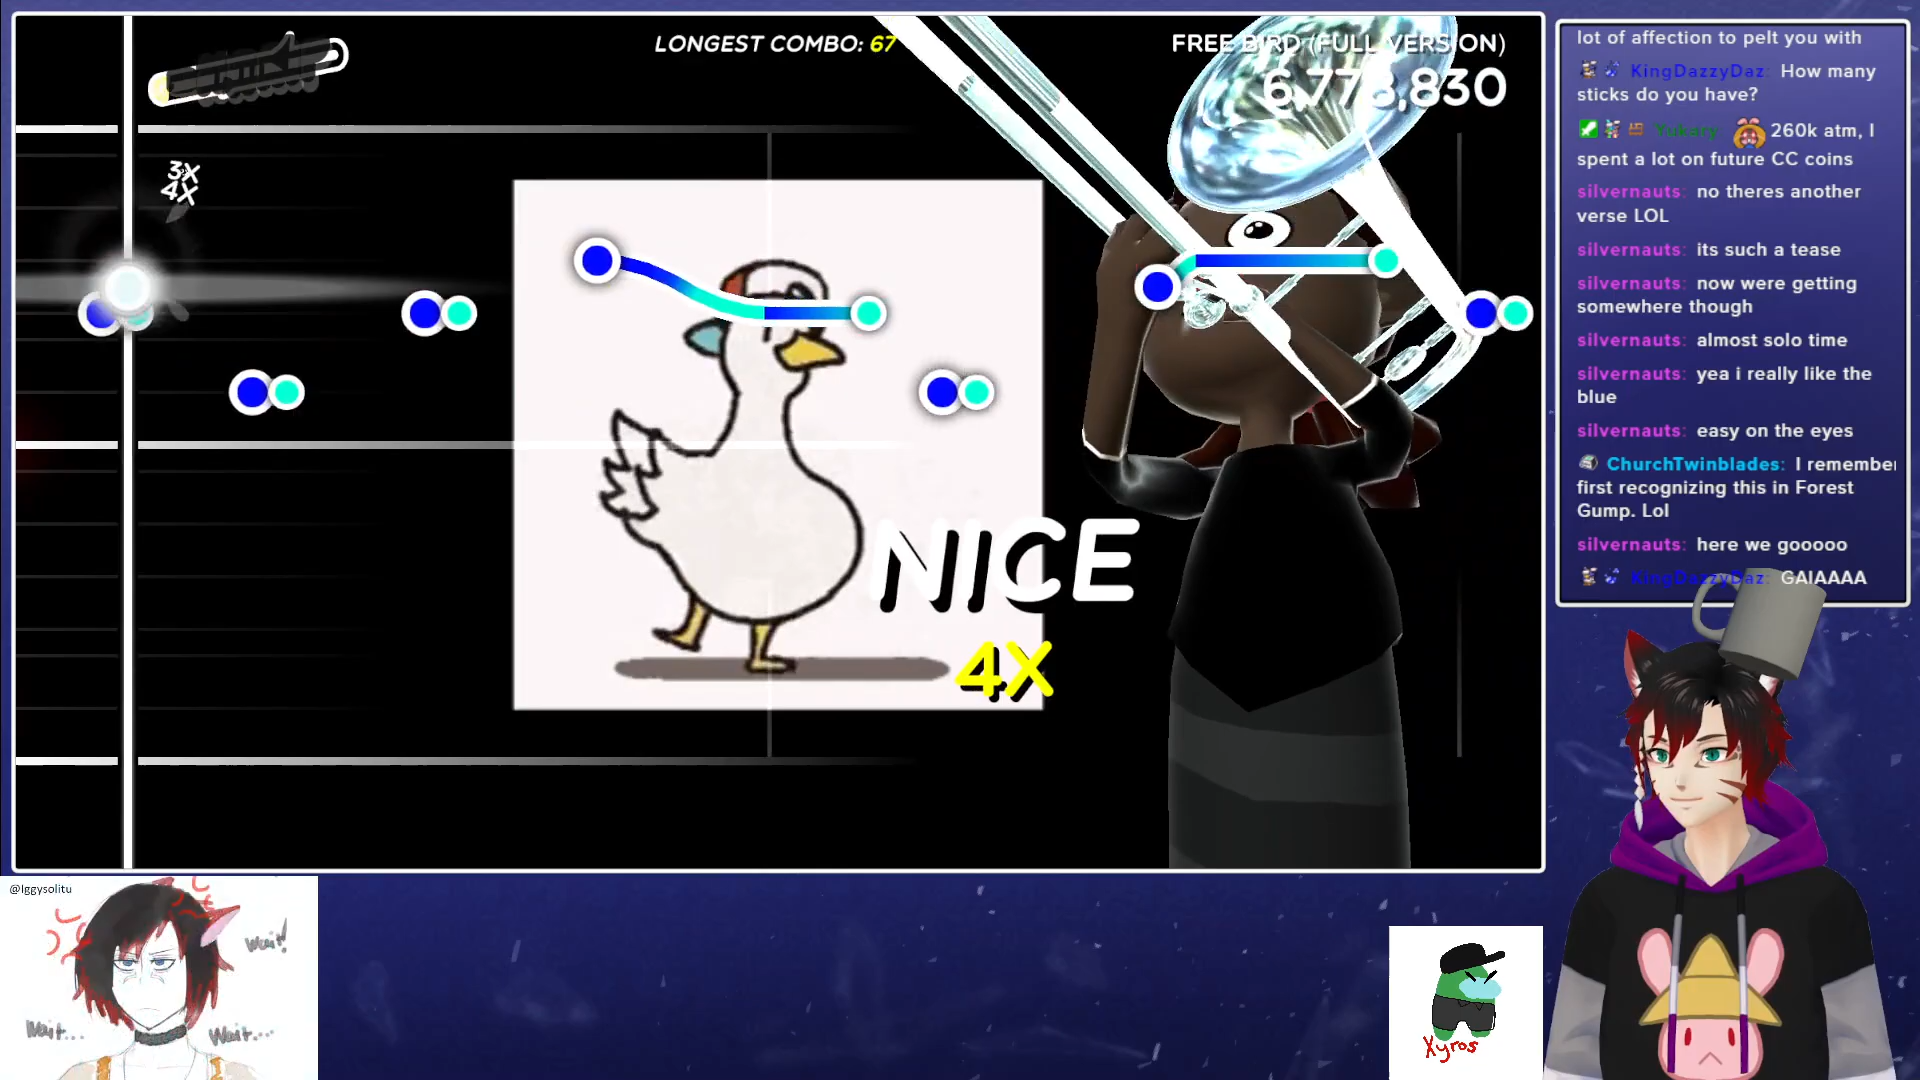 LONGEST COMBO: 67
FREE BIRD (FULL VERSION)
6,778,830
3X
4X
NICE
4X
lot of affection to pelt you with
KingDazzyDaz: How many
sticks do you have?
Yukary: 260k atm, I
spent a lot on future CC coins
silvernauts: no theres another
verse LOL
silvernauts: its such a tease
silvernauts: now were getting
somewhere though
silvernauts: almost solo time
silvernauts: yea i really like the
blue
silvernauts: easy on the eyes
ChurchTwinblades: I remember
first recognizing this in Forest
Gump. Lol
silvernauts: here we gooooo
KingDazzyDaz: GAIAAAA
@Iggysolitu
Wait!
Wait...
Wait...
Xyros